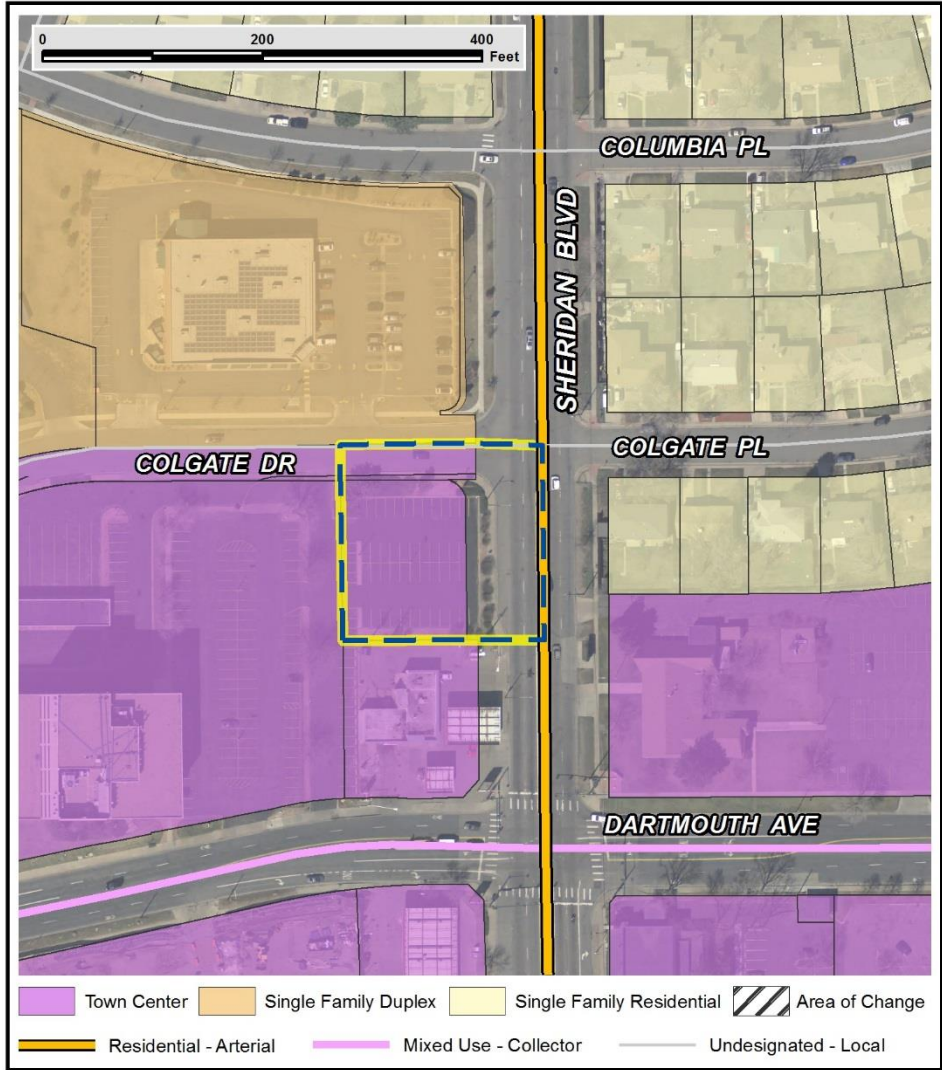 0 200 400
Feet
COLUMBIA PL
SHERIDAN BLVD
COLGATE DR
COLGATE PL
DARTMOUTH AVE
Town Center
Single Family Duplex
Single Family Residential
Area of Change
Residential - Arterial
Mixed Use - Collector
Undesignated - Local